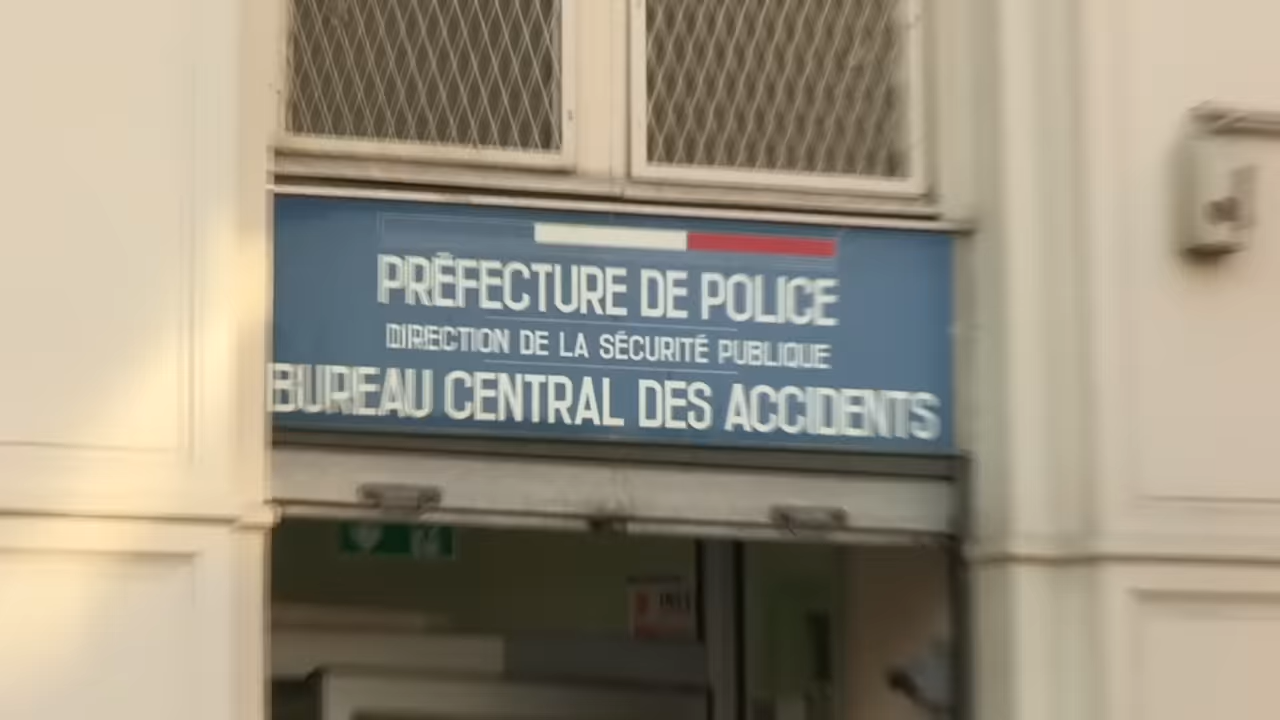 PRÉFECTURE DE POLICE
DIRECTION DE LA SÉCURITÉ PUBLIQUE
BUREAU CENTRAL DES ACCIDENTS